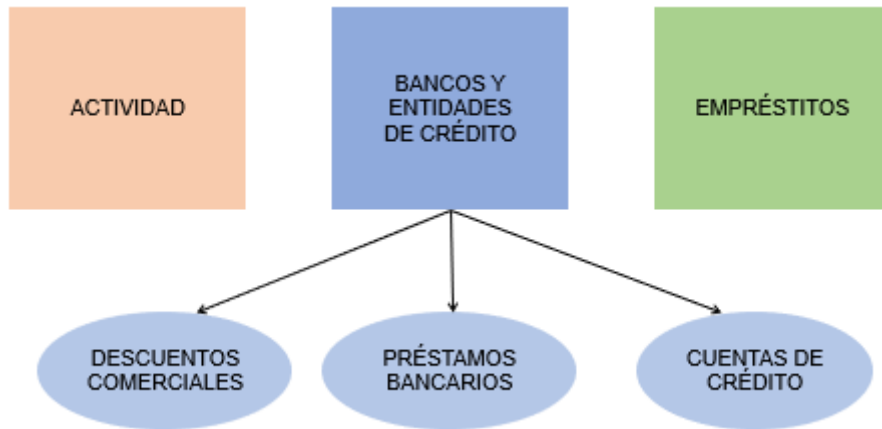 ACTIVIDAD
BANCOS Y
ENTIDADES
DE CRÉDITO
EMPRÉSTITOS
DESCUENTOS
COMERCIALES
PRÉSTAMOS
BANCARIOS
CUENTAS DE
CRÉDITO